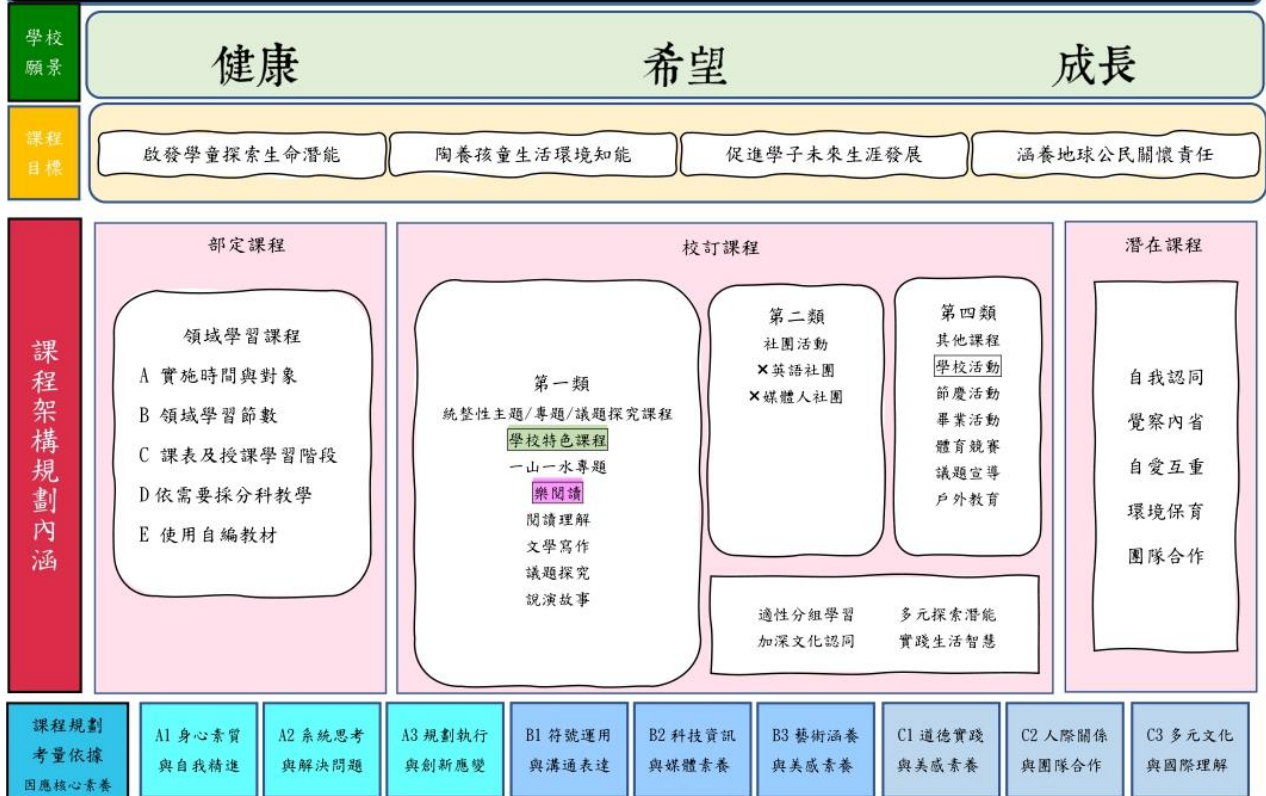 學校
願景
健康 希望 成長
課程
目標
啟發學童探索生命潛能 陶養孩童生活環境知能 促進學子未來生涯發展 涵養地球公民關懷責任
課程架構規劃內涵
部定課程
領域學習課程
A 實施時間與對象
B 領域學習節數
C 課表及授課學習階段
D依需要採分科教學
E 使用自編教材
校訂課程
第一類
統整性主題/專題/議題探究課程
學校特色課程
一山一水專題
樂閱讀
閱讀理解
文學寫作
議題探究
說演故事
第二類
社團活動
×英語社團
×媒體人社團
第四類
其他課程
學校活動
節慶活動
畢業活動
體育競賽
議題宣導
戶外教育
適性分組學習 多元探索潛能
加深文化認同 實踐生活智慧
潛在課程
自我認同
覺察內省
自愛互重
環境保育
團隊合作
課程規劃
考量依據
因應核心素養
A1 身心素質
與自我精進
A2 系統思考
與解決問題
A3 規劃執行
與創新應變
B1 符號運用
與溝通表達
B2 科技資訊
與媒體素養
B3 藝術涵養
與美感素養
C1 道德實踐
與美感素養
C2 人際關係
與團隊合作
C3 多元文化
與國際理解